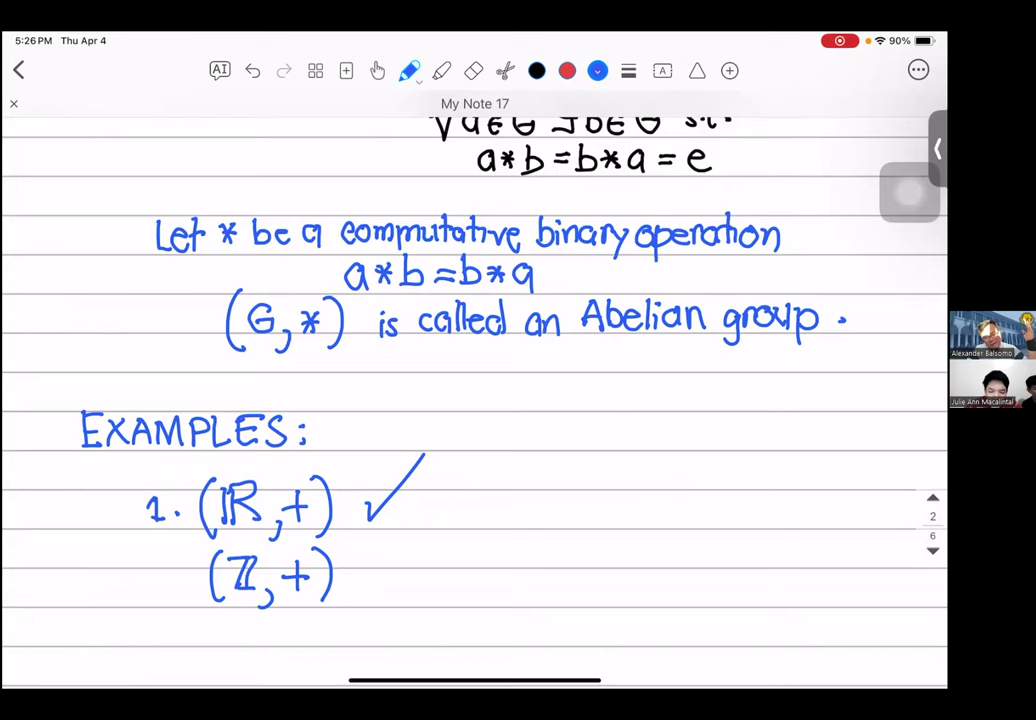 5:26 PM Thu Apr 4
90%
AI
A
My Note 17
∀a∈G ∃b∈G s.t.
a*b=b*a=e
Let * be a commutative binary operation
a*b=b*a
(G,*) is called an Abelian group.
Alexander Balsomo
Julie Ann Macalintal
EXAMPLES:
1. (ℝ,+) ✓
2
6
(ℤ,+)